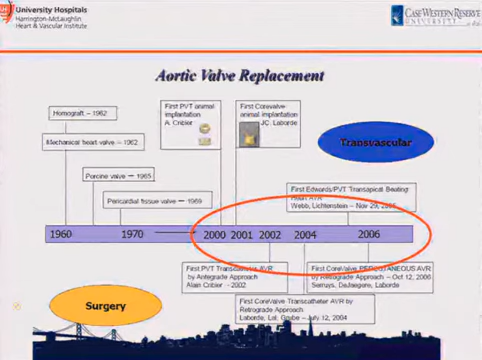 University Hospitals
Harrington-McLaughlin
Heart & Vascular Institute
CASE WESTERN RESERVE
UNIVERSITY
Aortic Valve Replacement
Homograft – 1962
Mechanical heart valve – 1962
Porcine valve – 1965
Pericardial tissue valve – 1969
First PVT animal
implantation
A. Cribier
First Corevalve
animal implantation
JC. Laborde
Transvascular
First Edwards/PVT Transapical Beating
Heart AVR
Webb, Lichtenstein – Nov 29, 2005
1960
1970
2000
2001
2002
2004
2006
First PVT Transcatheter AVR
by Antegrade Approach
Alain Cribier - 2002
First CoreValve PERCUTANEOUS AVR
by Retrograde Approach – Oct 12, 2006
Serruys, DeJaegere, Laborde
First CoreValve Transcatheter AVR by
Retrograde Approach
Laborde, Lal, Grube – July 12, 2004
Surgery